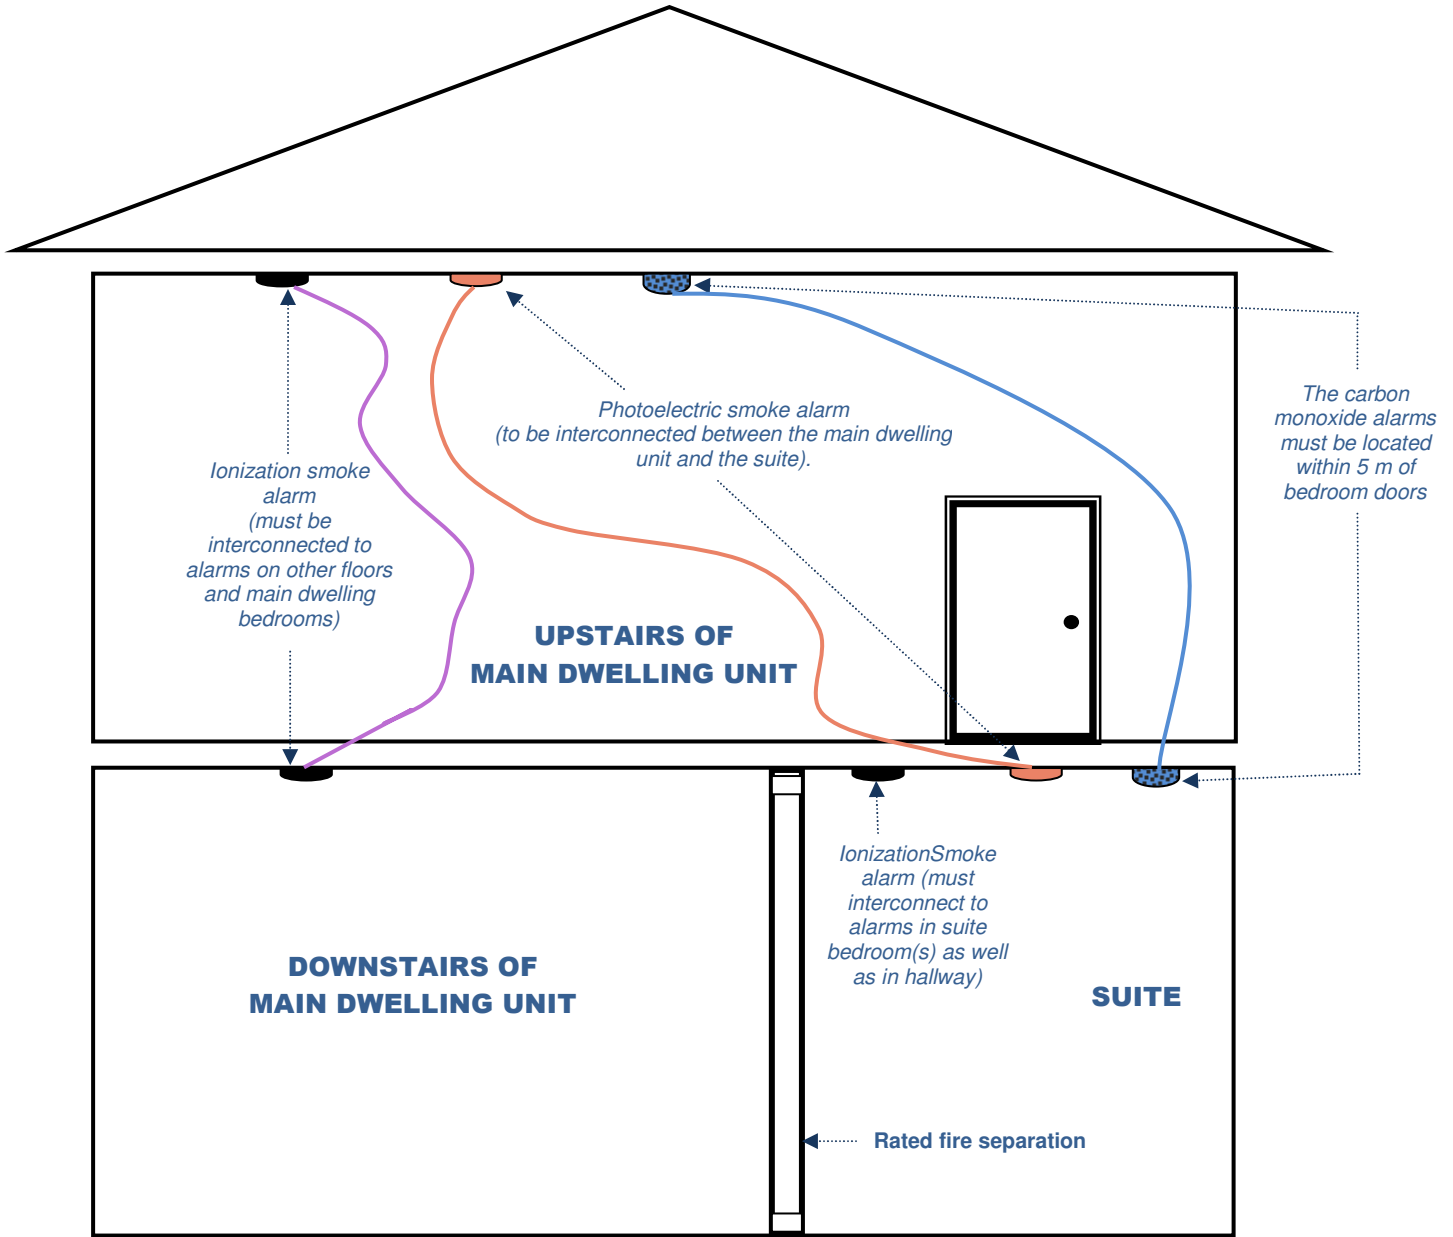 Photoelectric smoke alarm
(to be interconnected between the main dwelling
unit and the suite).
The carbon
monoxide alarms
must be located
within 5 m of
bedroom doors
Ionization smoke
alarm
(must be
interconnected to
alarms on other floors
and main dwelling
bedrooms)
UPSTAIRS OF
MAIN DWELLING UNIT
IonizationSmoke
alarm (must
interconnect to
alarms in suite
bedroom(s) as well
as in hallway)
DOWNSTAIRS OF
MAIN DWELLING UNIT
SUITE
Rated fire separation